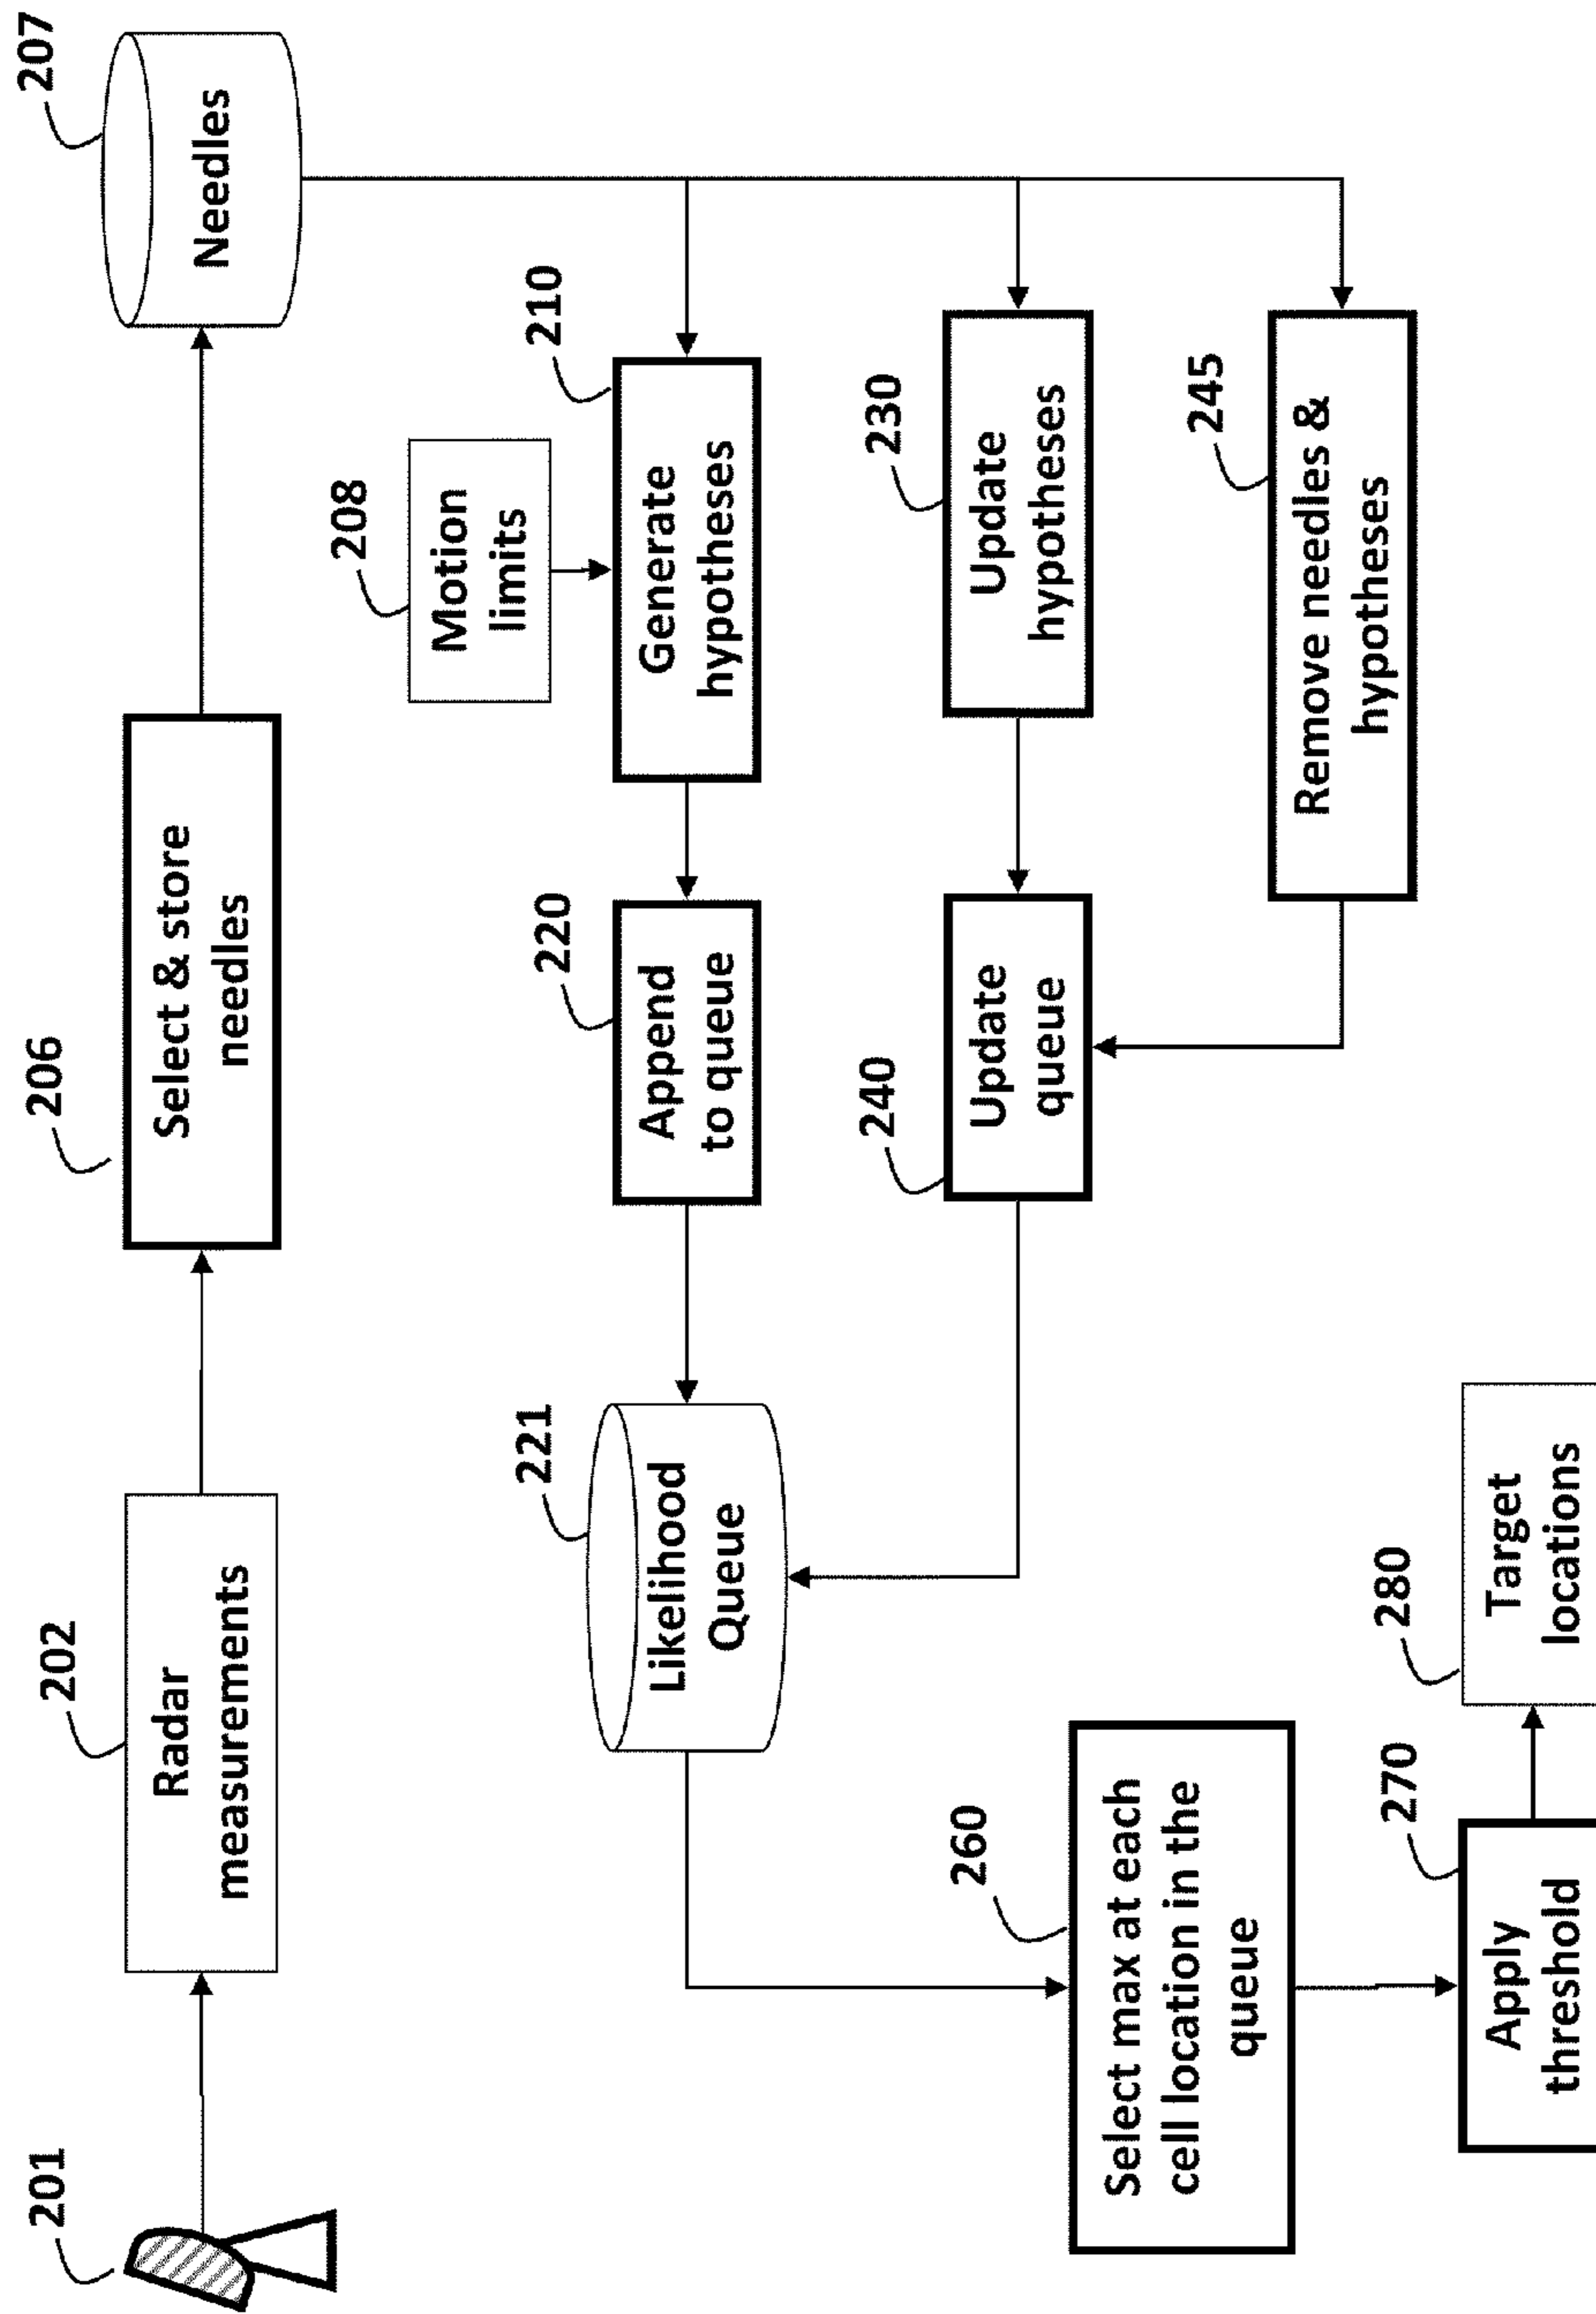 201
202
Radar
measurements
206
Select & store
needles
207
Needles
208
Motion
limits
210
Generate
hypotheses
220
Append
to queue
221
Likelihood
Queue
230
Update
hypotheses
240
Update
queue
245
Remove needles &
hypotheses
260
Select max at each
cell location in the
queue
270
Apply
threshold
280
Target
locations